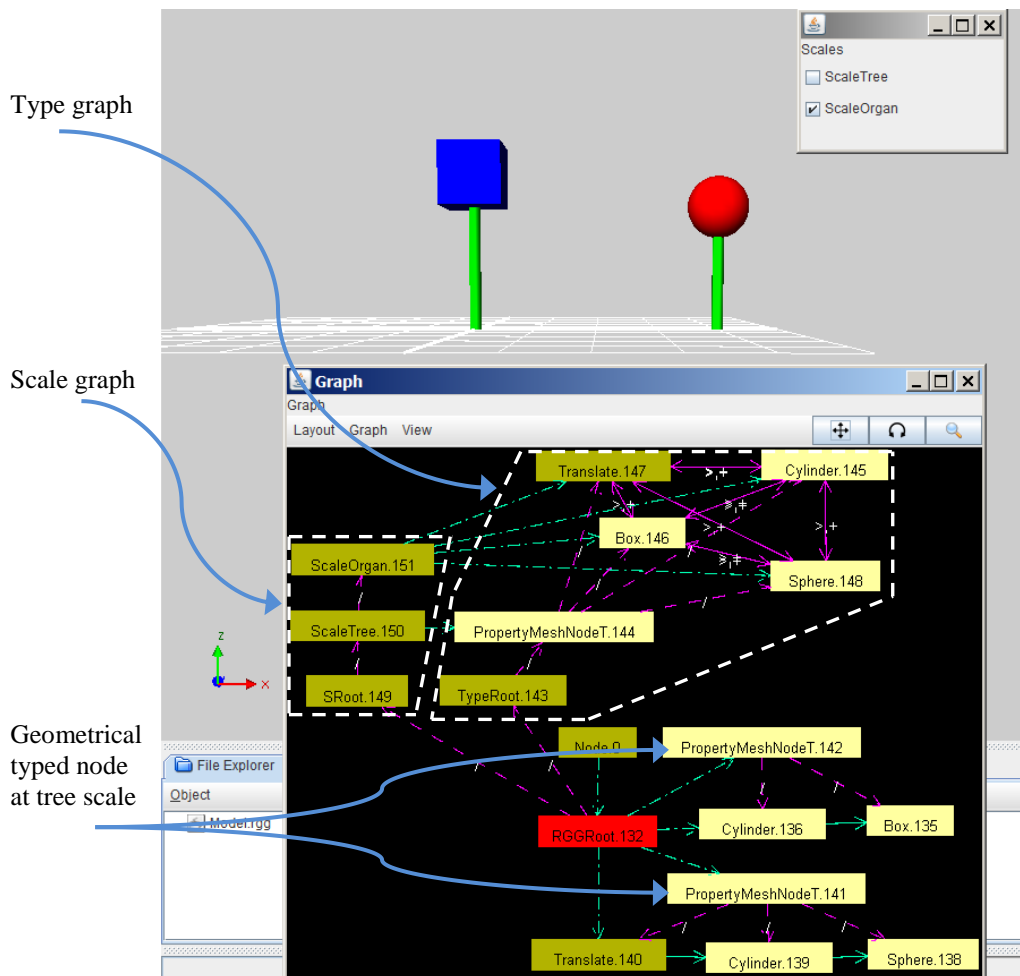 Scales
ScaleTree
ScaleOrgan
Type graph
Scale graph
Graph
Graph
Layout Graph View
Translate.147
>,+
Cylinder.145
>,+
>,+
>,+
Box.146
/
>,+
ScaleOrgan.151
Sphere.148
/
/
ScaleTree.150
PropertyMeshNodeT.144
z
x
/
/
SRoot.149
TypeRoot.143
Geometrical
typed node
at tree scale
Node.0
PropertyMeshNodeT.142
File Explorer
/
/
/
/
Object
Model.rgg
RGGRoot.132
Cylinder.136
Box.135
PropertyMeshNodeT.141
/
/
/
Translate.140
Cylinder.139
Sphere.138